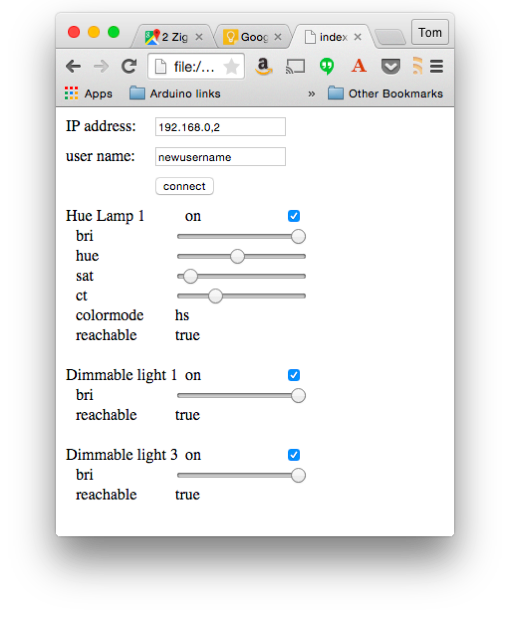 2 Zig Goog index Tom
file:/... a A
Apps Arduino links » Other Bookmarks
IP address: 192.168.0,2
user name: newusername
connect
Hue Lamp 1 on
bri
hue
sat
ct
colormode hs
reachable true
Dimmable light 1 on
bri
reachable true
Dimmable light 3 on
bri
reachable true